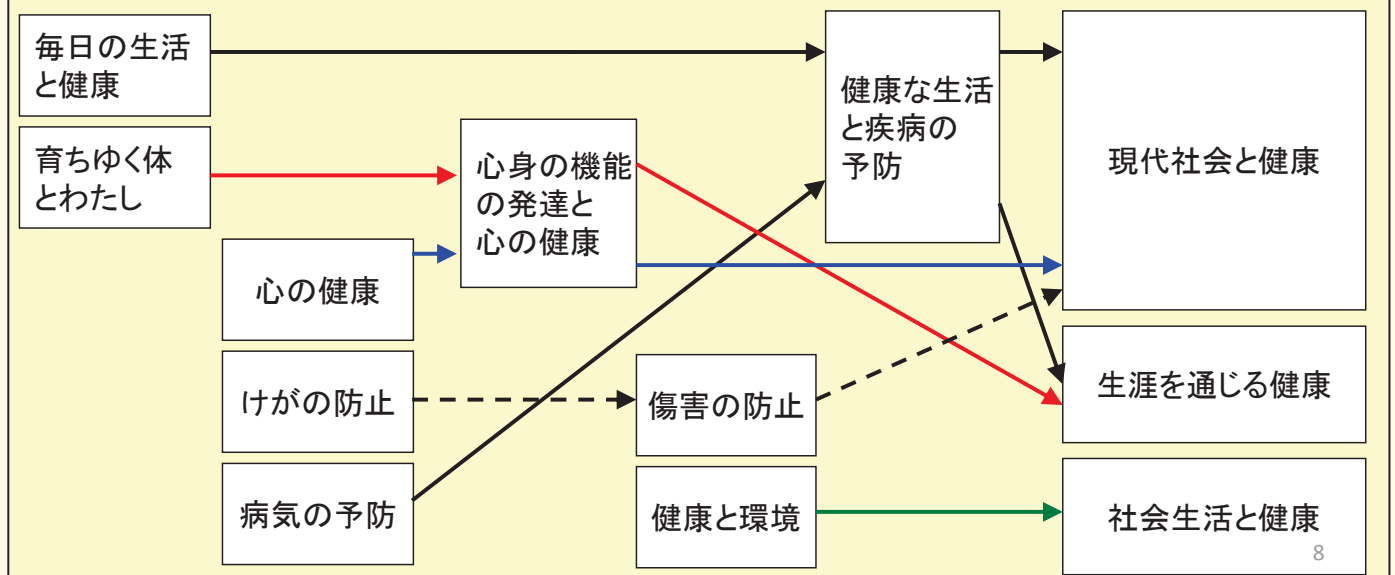 毎日の生活
と健康
育ちゆく体
とわたし
心の健康
けがの防止
病気の予防
心身の機能
の発達と
心の健康
傷害の防止
健康と環境
健康な生活
と疾病の
予防
現代社会と健康
生涯を通じる健康
社会生活と健康
8